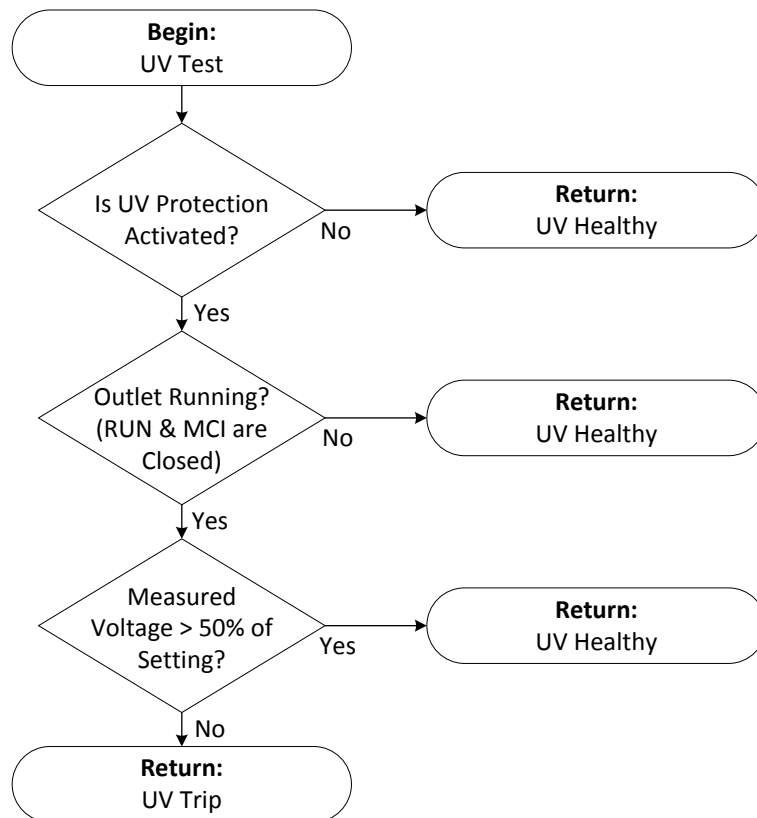 Begin:
UV Test
Is UV Protection
Activated?
No
Return:
UV Healthy
Yes
Outlet Running?
(RUN & MCI are
Closed)
No
Return:
UV Healthy
Yes
Measured
Voltage > 50% of
Setting?
Yes
Return:
UV Healthy
No
Return:
UV Trip